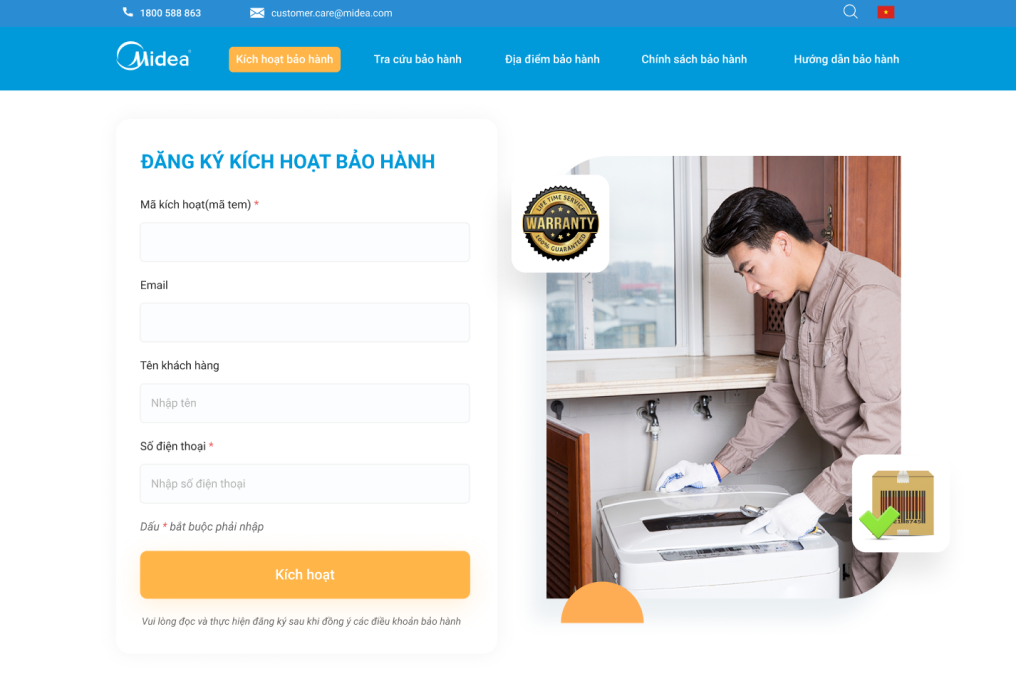 1800 588 863
customer.care@midea.com
Midea
Kích hoạt bảo hành
Tra cứu bảo hành
Địa điểm bảo hành
Chính sách bảo hành
Hướng dẫn bảo hành
ĐĂNG KÝ KÍCH HOẠT BẢO HÀNH
Mã kích hoạt(mã tem) *
Email
Tên khách hàng
Nhập tên
Số điện thoại *
Nhập số điện thoại
Dấu * bắt buộc phải nhập
Kích hoạt
Vui lòng đọc và thực hiện đăng ký sau khi đồng ý các điều khoản bảo hành
LIFE TIME SERVICE
WARRANTY
100% GUARANTEED